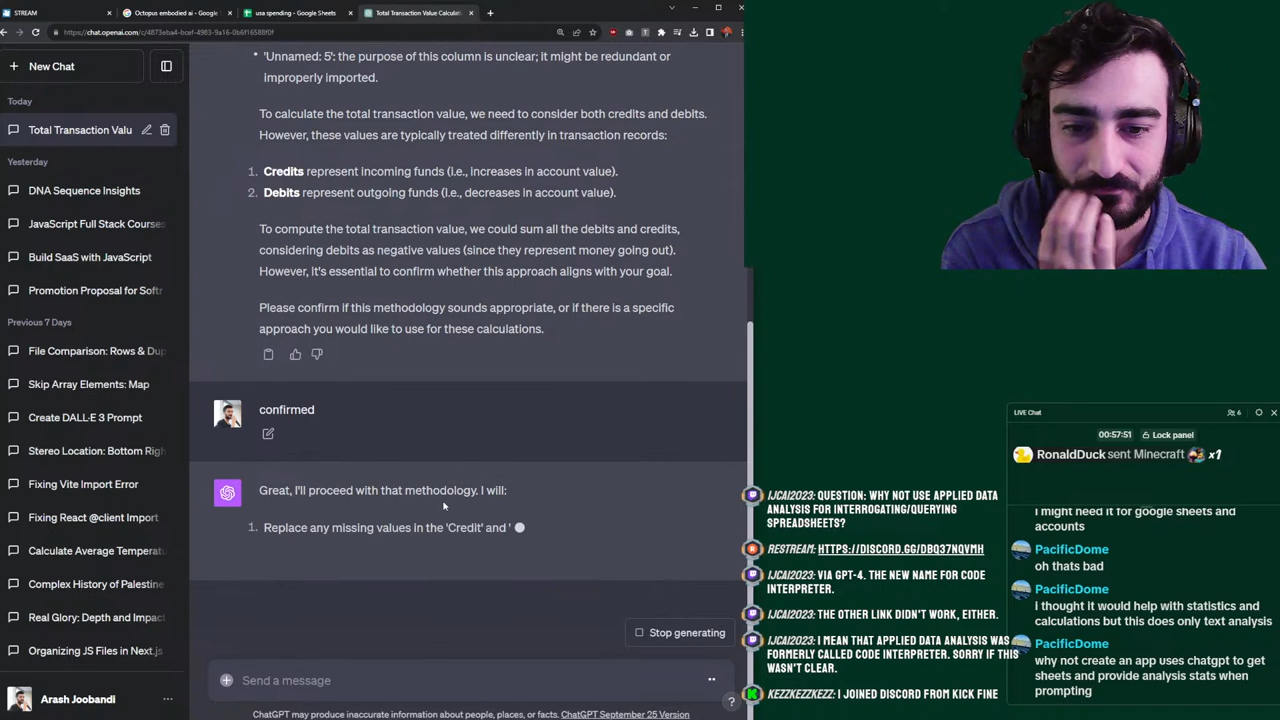 STREAM
Octopus embodied ai - Google
usa spending - Google Sheets
Total Transaction Value Calculati
https://chat.openai.com/c/4873eba4-bcef-4983-9a16-0b6f16588f0f
New Chat
Today
Total Transaction Valu
Yesterday
DNA Sequence Insights
JavaScript Full Stack Courses
Build SaaS with JavaScript
Promotion Proposal for Softr
Previous 7 Days
File Comparison: Rows & Dup
Skip Array Elements: Map
Create DALL·E 3 Prompt
Stereo Location: Bottom Righ
Fixing Vite Import Error
Fixing React @client Import
Calculate Average Temperatu
Complex History of Palestine
Real Glory: Depth and Impact
Organizing JS Files in Next.js
Arash Joobandi
'Unnamed: 5': the purpose of this column is unclear; it might be redundant or
improperly imported.
To calculate the total transaction value, we need to consider both credits and debits.
However, these values are typically treated differently in transaction records:
1. Credits represent incoming funds (i.e., increases in account value).
2. Debits represent outgoing funds (i.e., decreases in account value).
To compute the total transaction value, we could sum all the debits and credits,
considering debits as negative values (since they represent money going out).
However, it's essential to confirm whether this approach aligns with your goal.
Please confirm if this methodology sounds appropriate, or if there is a specific
approach you would like to use for these calculations.
confirmed
Great, I'll proceed with that methodology. I will:
1. Replace any missing values in the 'Credit' and '
Stop generating
Send a message
ChatGPT may produce inaccurate information about people, places, or facts. ChatGPT September 25 Version
?
IJCAI2023: QUESTION: WHY NOT USE APPLIED DATA
ANALYSIS FOR INTERROGATING/QUERYING
SPREADSHEETS?
RESTREAM: HTTPS://DISCORD.GG/DBQ37NQVMH
IJCAI2023: VIA GPT-4. THE NEW NAME FOR CODE
INTERPRETER.
IJCAI2023: THE OTHER LINK DIDN'T WORK, EITHER.
IJCAI2023: I MEAN THAT APPLIED DATA ANALYSIS WAS
FORMERLY CALLED CODE INTERPRETER. SORRY IF THIS
WASN'T CLEAR.
KEZZKEZZKEZZ: I JOINED DISCORD FROM KICK FINE
LIVE Chat
6
00:57:51
Lock panel
RonaldDuck sent Minecraft x1
I might need it for google sheets and
accounts
PacificDome
oh thats bad
PacificDome
i thought it would help with statistics and
calculations but this does only text analysis
PacificDome
why not create an app uses chatgpt to get
sheets and provide analysis stats when
prompting